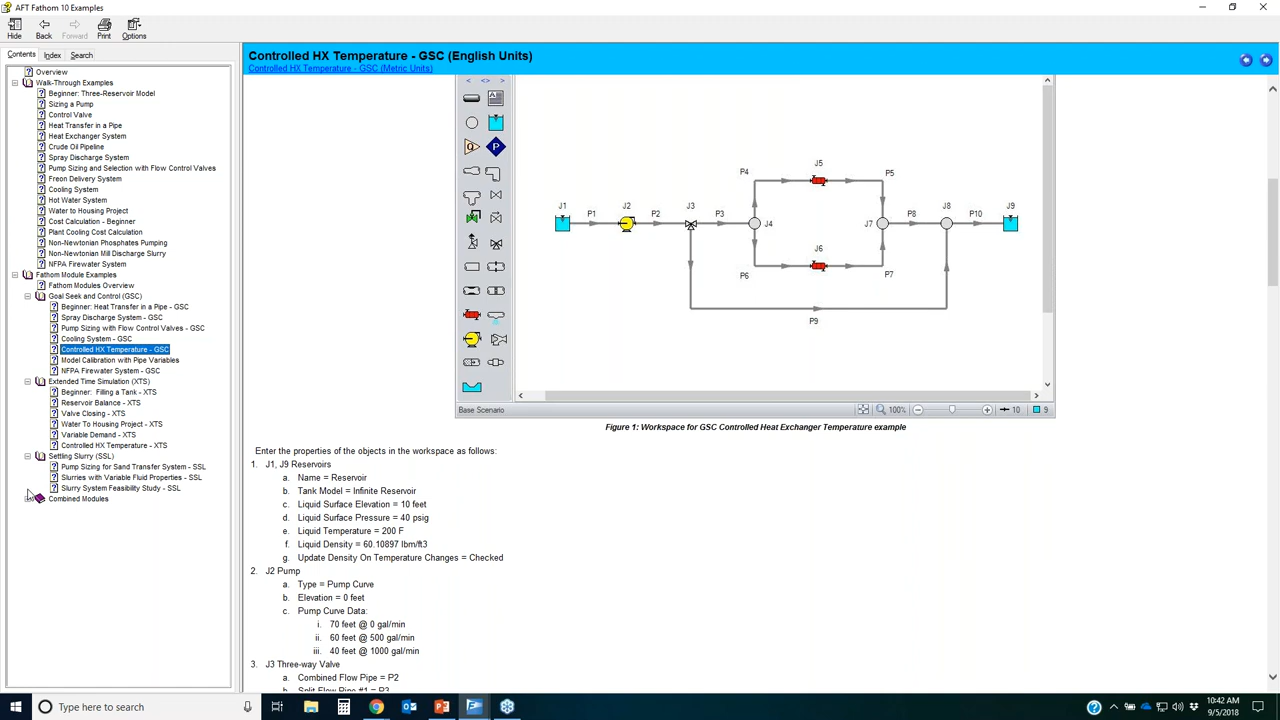 AFT Fathom 10 Examples
Hide
Back
Forward
Print
Options
Contents
Index
Search
Overview
Walk-Through Examples
Beginner: Three-Reservoir Model
Sizing a Pump
Control Valve
Heat Transfer in a Pipe
Heat Exchanger System
Crude Oil Pipeline
Spray Discharge System
Pump Sizing and Selection with Flow Control Valves
Freon Delivery System
Cooling System
Hot Water System
Water to Housing Project
Cost Calculation - Beginner
Plant Cooling Cost Calculation
Non-Newtonian Phosphates Pumping
Non-Newtonian Mill Discharge Slurry
NFPA Firewater System
Fathom Module Examples
Fathom Modules Overview
Goal Seek and Control (GSC)
Beginner: Heat Transfer in a Pipe - GSC
Spray Discharge System - GSC
Pump Sizing with Flow Control Valves - GSC
Cooling System - GSC
Controlled HX Temperature - GSC
Model Calibration with Pipe Variables
NFPA Firewater System - GSC
Extended Time Simulation (XTS)
Beginner: Filling a Tank - XTS
Reservoir Balance - XTS
Valve Closing - XTS
Water To Housing Project - XTS
Variable Demand - XTS
Controlled HX Temperature - XTS
Settling Slurry (SSL)
Pump Sizing for Sand Transfer System - SSL
Slurries with Variable Fluid Properties - SSL
Slurry System Feasibility Study - SSL
Combined Modules
Controlled HX Temperature - GSC (English Units)
Controlled HX Temperature - GSC (Metric Units)
J5
P4
P5
J1
J2
J3
J8
J9
P1
P2
P3
J4
J7
P8
P10
J6
P6
P7
P9
Base Scenario
100%
10
9
Figure 1: Workspace for GSC Controlled Heat Exchanger Temperature example
Enter the properties of the objects in the workspace as follows:
1. J1, J9 Reservoirs
a. Name = Reservoir
b. Tank Model = Infinite Reservoir
c. Liquid Surface Elevation = 10 feet
d. Liquid Surface Pressure = 40 psig
e. Liquid Temperature = 200 F
f. Liquid Density = 60.10897 lbm/ft3
g. Update Density On Temperature Changes = Checked
2. J2 Pump
a. Type = Pump Curve
b. Elevation = 0 feet
c. Pump Curve Data:
i. 70 feet @ 0 gal/min
ii. 60 feet @ 500 gal/min
iii. 40 feet @ 1000 gal/min
3. J3 Three-way Valve
a. Combined Flow Pipe = P2
b. Split Flow Pipe #1 = P3
Type here to search
10:42 AM
9/5/2018